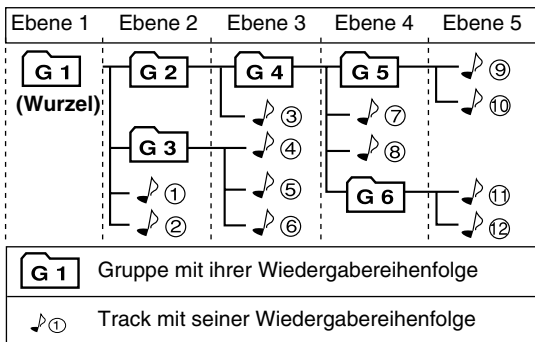 Ebene 1 Ebene 2 Ebene 3 Ebene 4 Ebene 5
G 1 G 2 G 4 G 5 ⑨
(Wurzel) ⑩
③ ⑦
G 3 ④ ⑧
① ⑤ G 6 ⑪
② ⑥ ⑫
G 1 Gruppe mit ihrer Wiedergabereihenfolge
① Track mit seiner Wiedergabereihenfolge